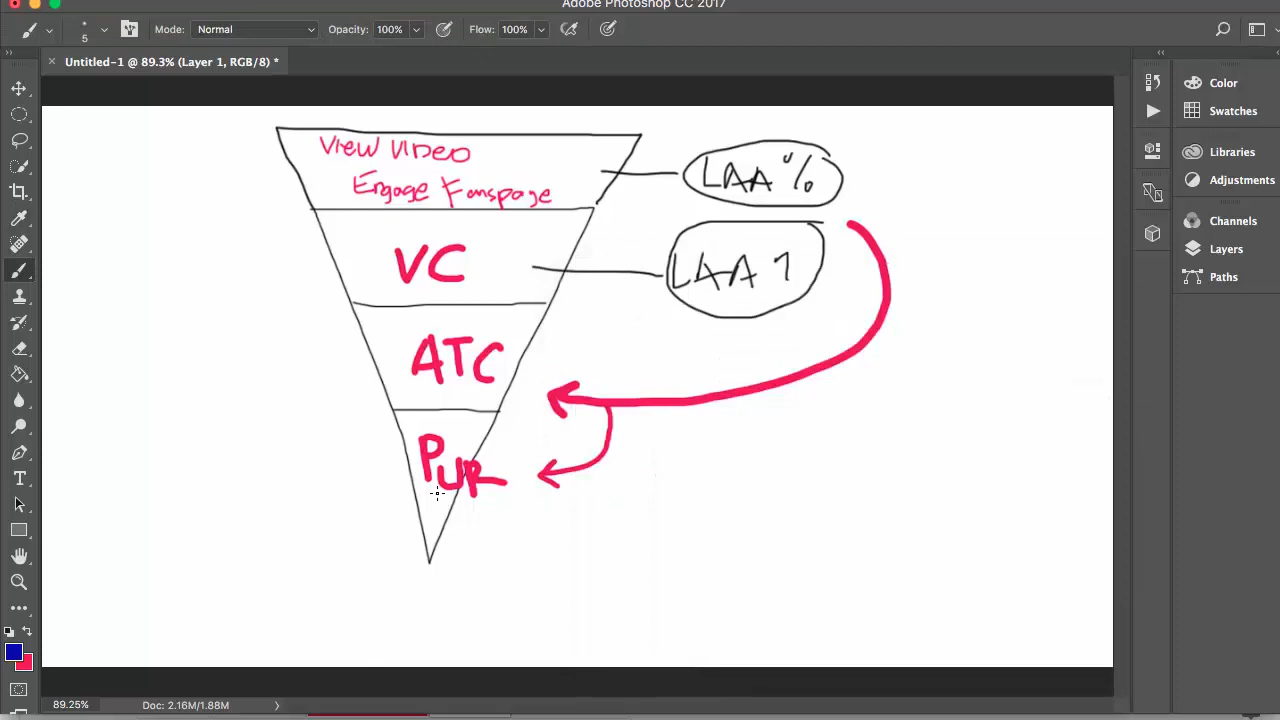 Adobe Photoshop CC 2017
5
Mode: Normal
Opacity: 100%
Flow: 100%
Untitled-1 @ 89.3% (Layer 1, RGB/8) *
VIEW VIDEO
Engage Fanspage
VC
ATC
PUR
LAA %
LAA 1
Color
Swatches
Libraries
Adjustments
Channels
Layers
Paths
89.25%
Doc: 2.16M/1.88M